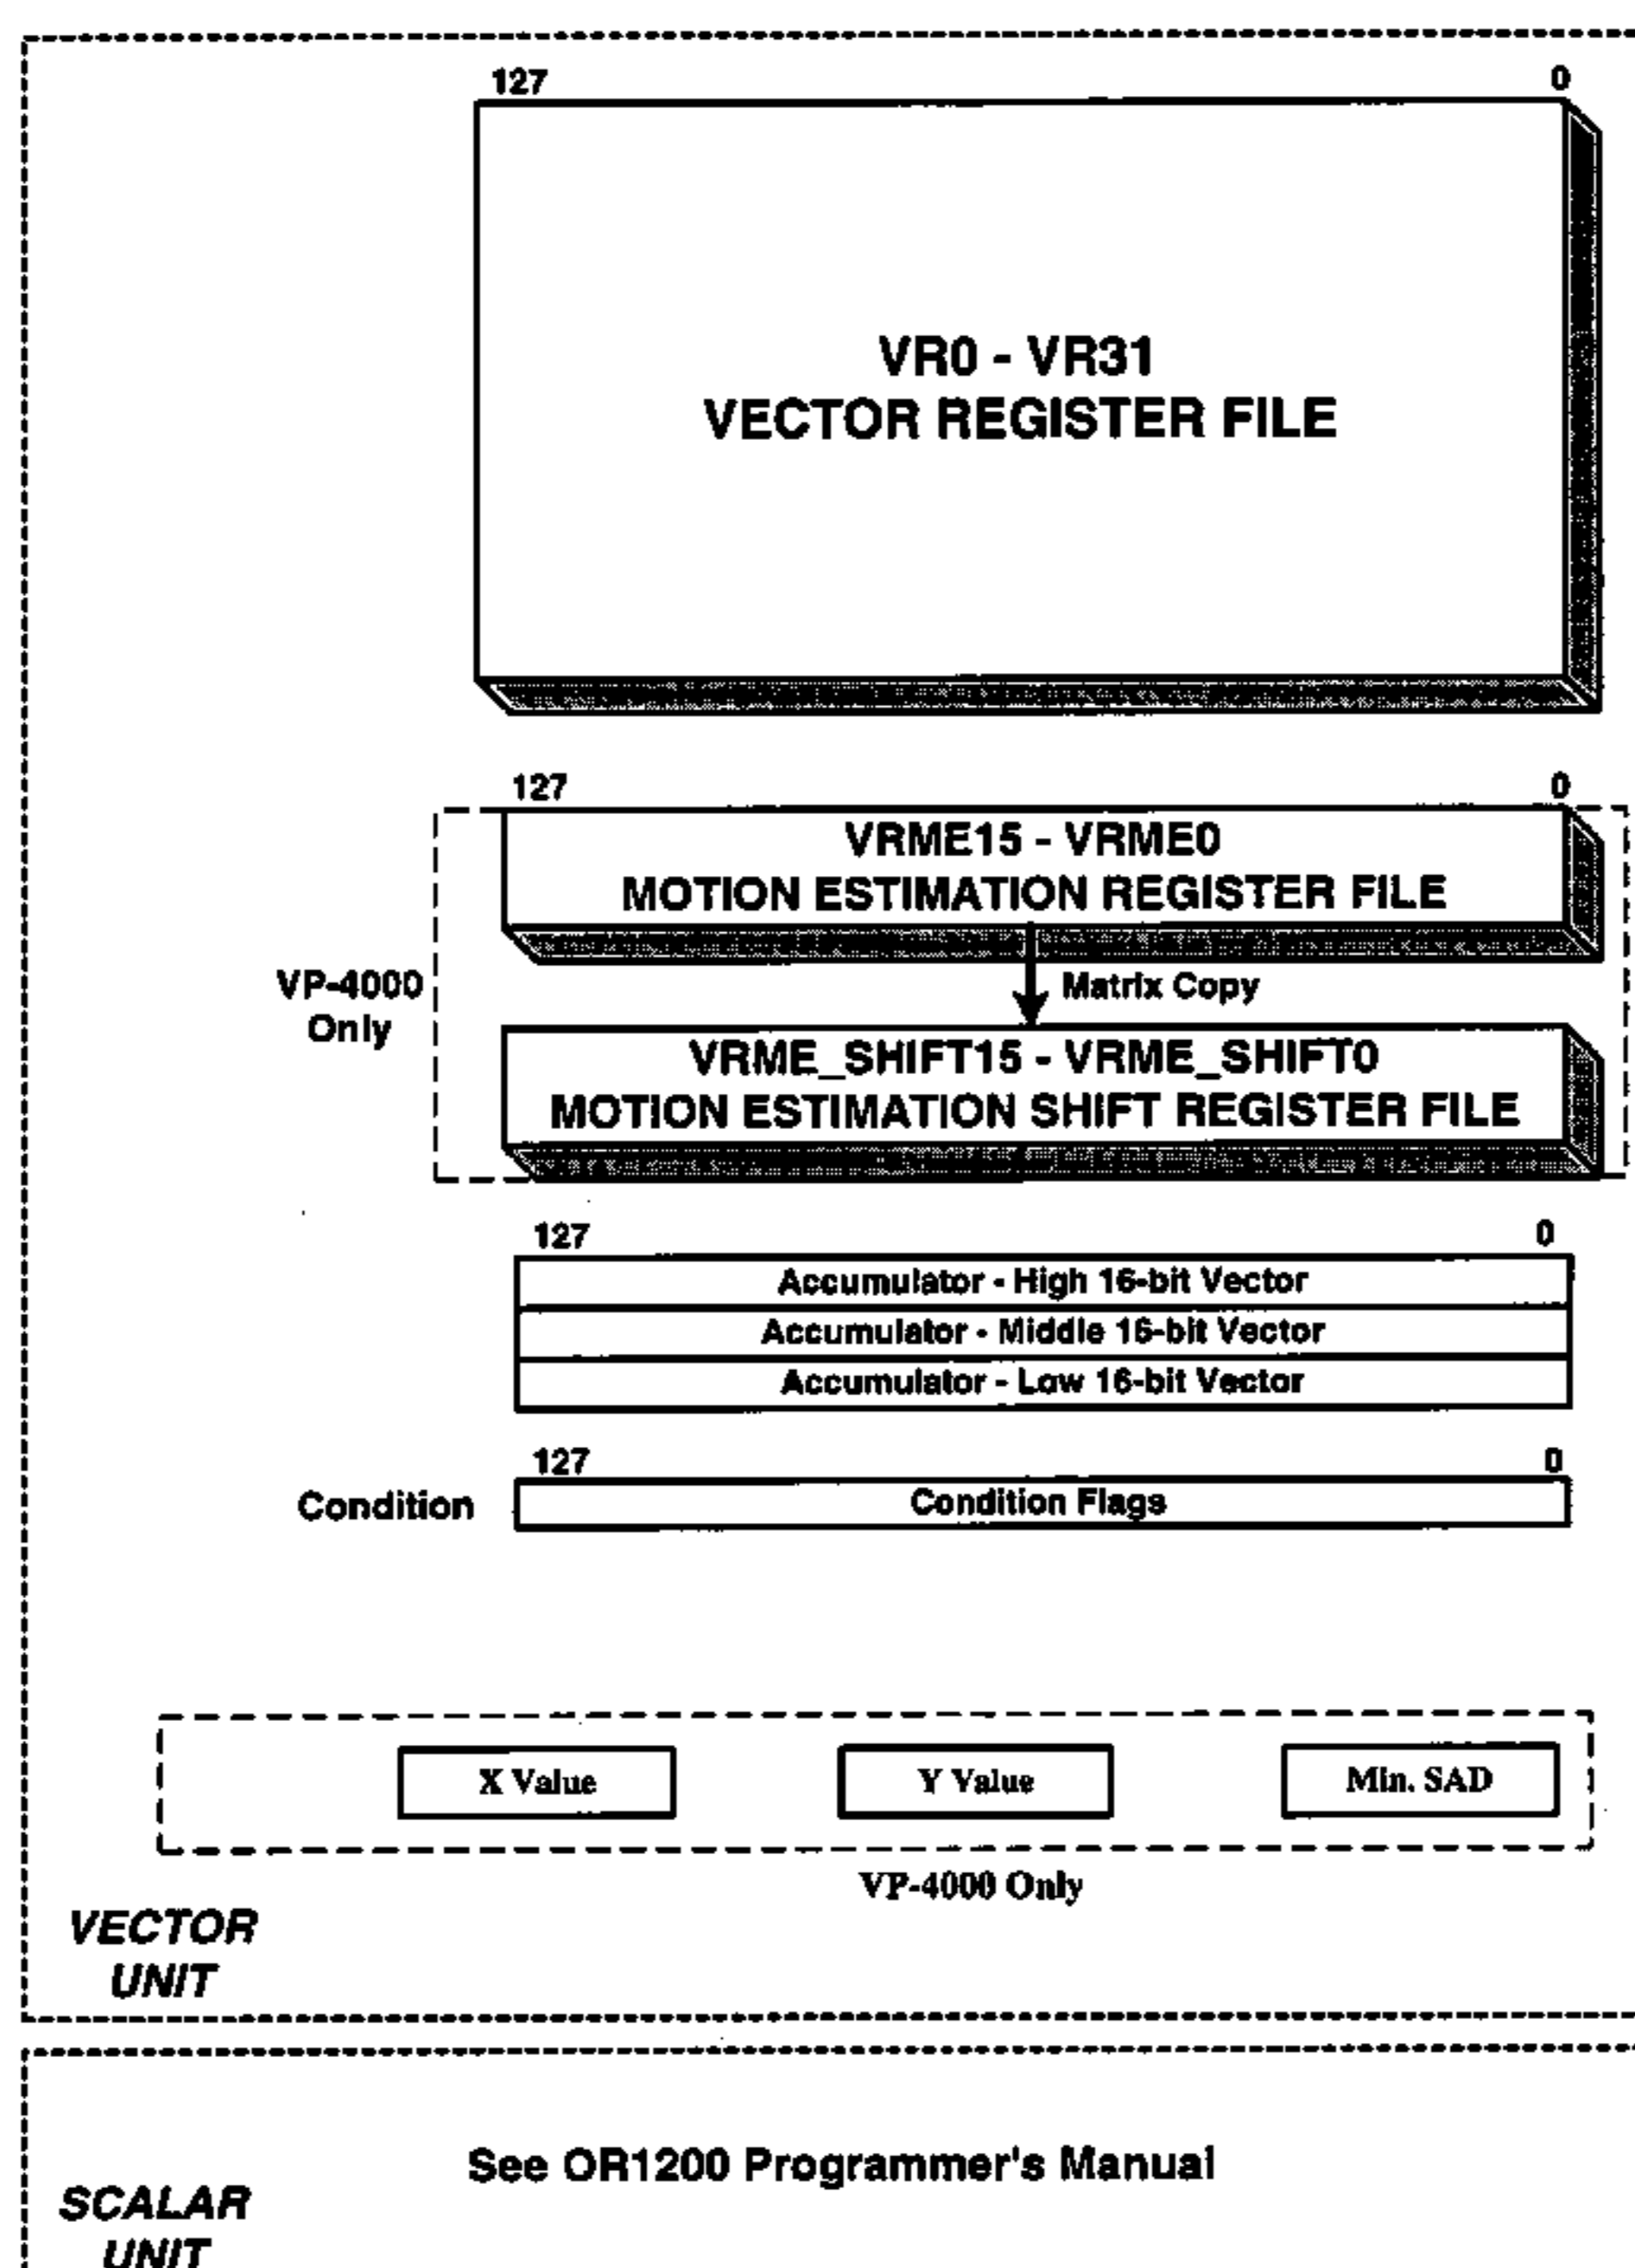 127 0
VR0 - VR31
VECTOR REGISTER FILE
127 0
VRME15 - VRME0
MOTION ESTIMATION REGISTER FILE
VP-4000
Only
Matrix Copy
VRME_SHIFT15 - VRME_SHIFT0
MOTION ESTIMATION SHIFT REGISTER FILE
127 0
Accumulator - High 16-bit Vector
Accumulator - Middle 16-bit Vector
Accumulator - Low 16-bit Vector
127 0
Condition
Condition Flags
X Value
Y Value
Min. SAD
VP-4000 Only
VECTOR
UNIT
See OR1200 Programmer's Manual
SCALAR
UNIT